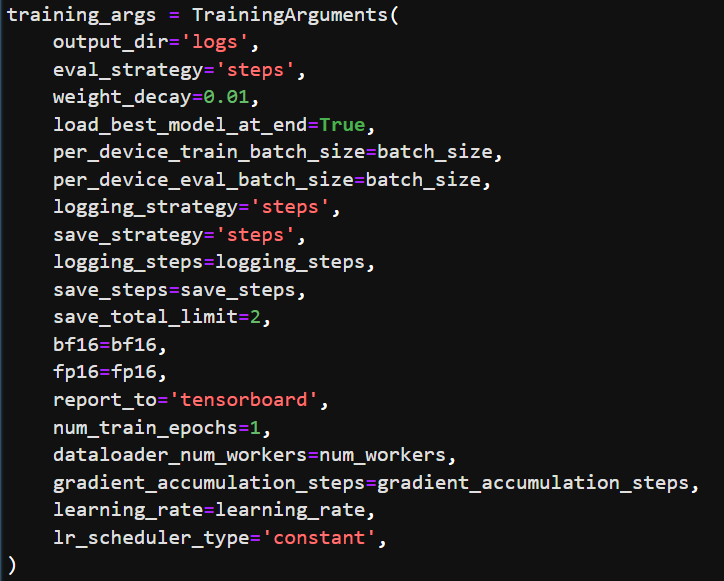 training_args = TrainingArguments(
    output_dir='logs',
    eval_strategy='steps',
    weight_decay=0.01,
    load_best_model_at_end=True,
    per_device_train_batch_size=batch_size,
    per_device_eval_batch_size=batch_size,
    logging_strategy='steps',
    save_strategy='steps',
    logging_steps=logging_steps,
    save_steps=save_steps,
    save_total_limit=2,
    bf16=bf16,
    fp16=fp16,
    report_to='tensorboard',
    num_train_epochs=1,
    dataloader_num_workers=num_workers,
    gradient_accumulation_steps=gradient_accumulation_steps,
    learning_rate=learning_rate,
    lr_scheduler_type='constant',
)